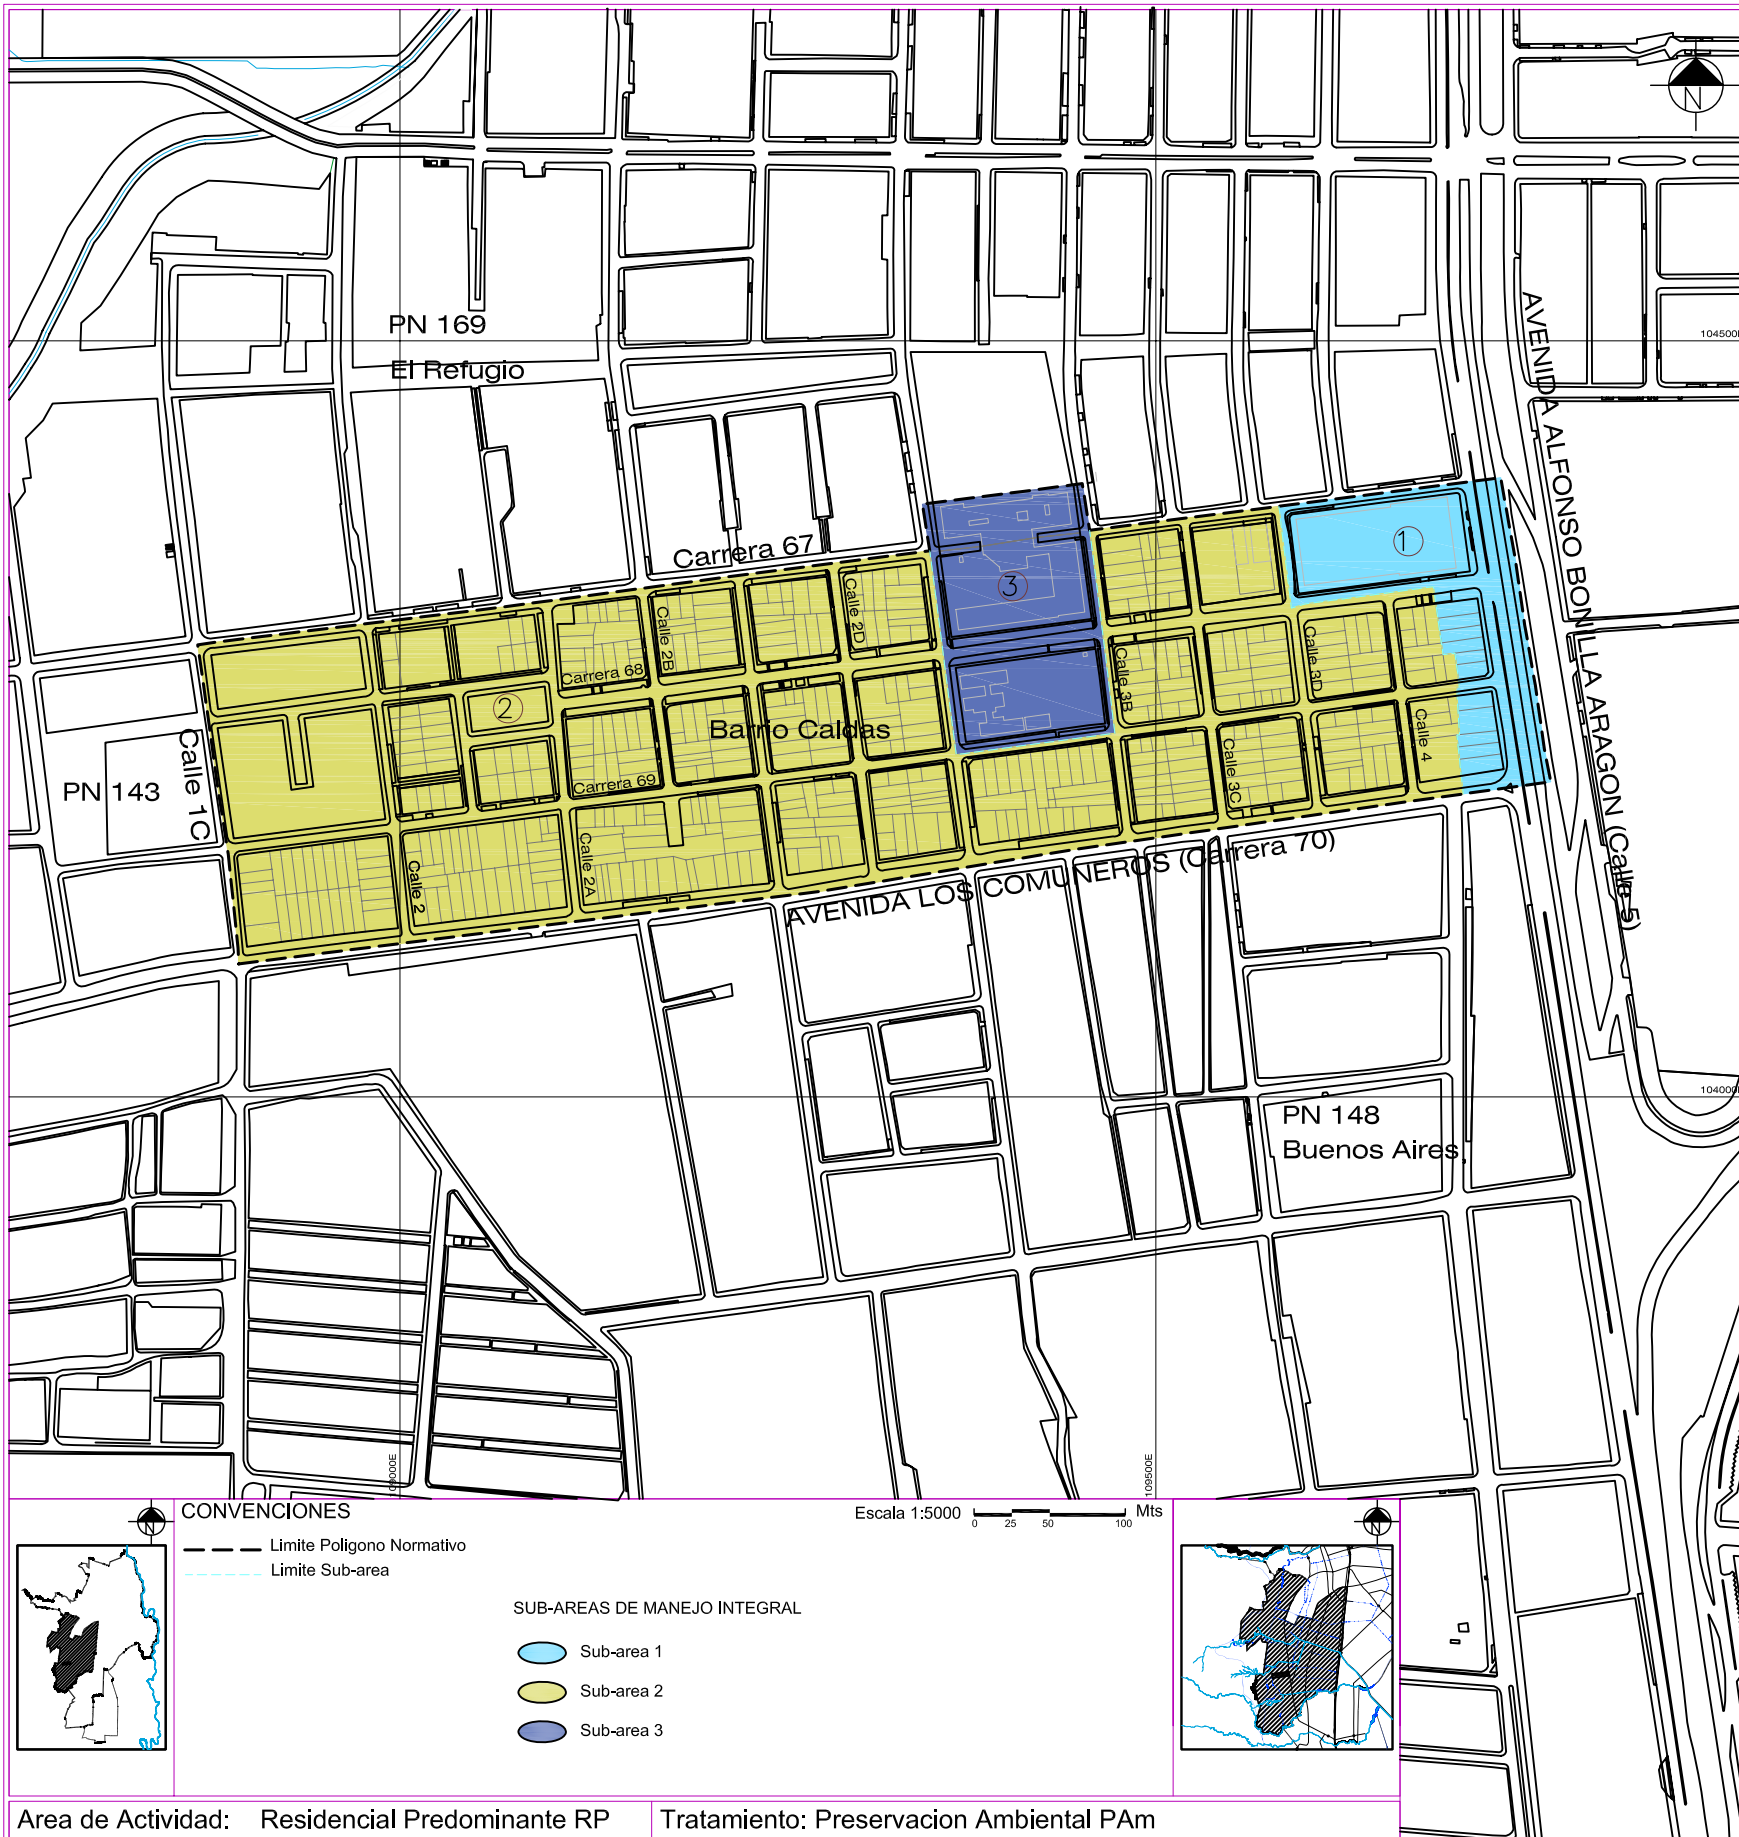 N
104500N
PN 169
El Refugio
AVENIDA ALFONSO BONILLA ARAGON (Calle 5)
Carrera 67
1
3
Calle 2D
Calle 2B
Carrera 68
2
Barrio Caldas
Calle 3B
Calle 3D
Calle 4
Calle 3C
Carrera 69
Calle 1C
PN 143
Calle 2A
Calle 2
AVENIDA LOS COMUNEROS (Carrera 70)
104000N
PN 148
Buenos Aires
109000E
109500E
N
CONVENCIONES
Limite Poligono Normativo
Limite Sub-area
Escala 1:5000
0 25 50 100
Mts
N
SUB-AREAS DE MANEJO INTEGRAL
Sub-area 1
Sub-area 2
Sub-area 3
Area de Actividad: Residencial Predominante RP
Tratamiento: Preservacion Ambiental PAm